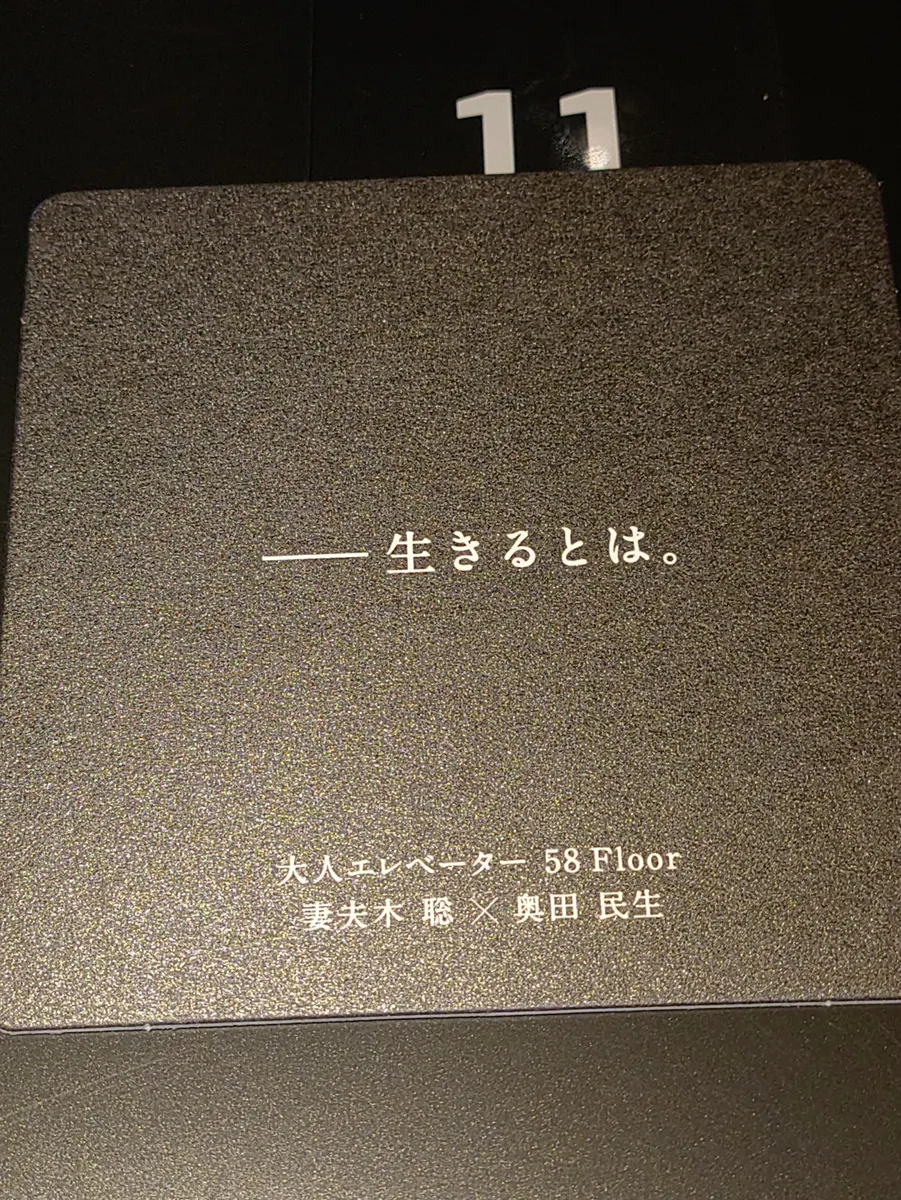 11
── 生きるとは。
大人エレベーター 58 Floor
妻夫木 聡 × 奥田 民生